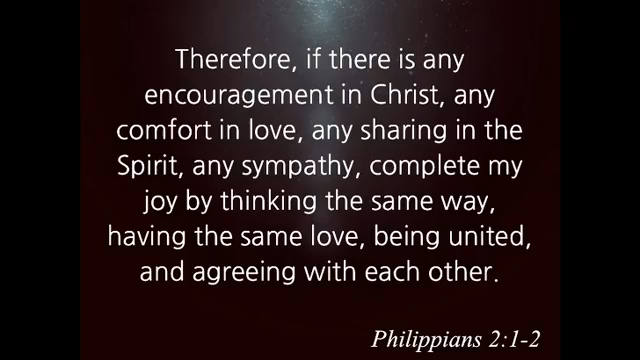 Therefore, if there is any
encouragement in Christ, any
comfort in love, any sharing in the
Spirit, any sympathy, complete my
joy by thinking the same way,
having the same love, being united,
and agreeing with each other.
Philippians 2:1-2